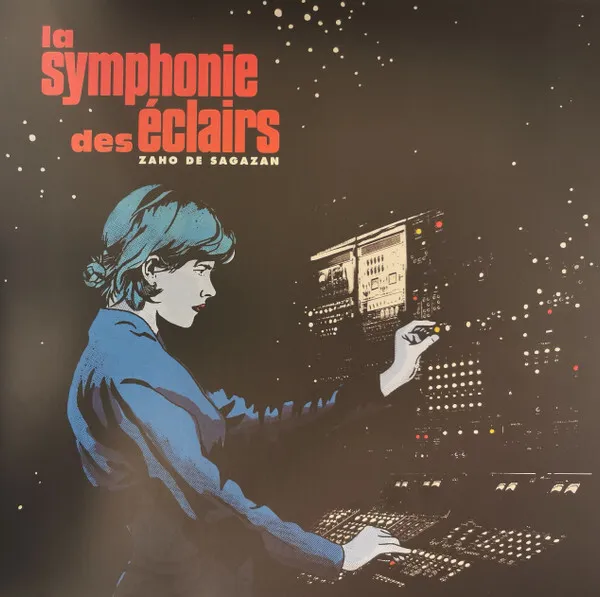 la
symphonie
des éclairs
ZAHO DE SAGAZAN